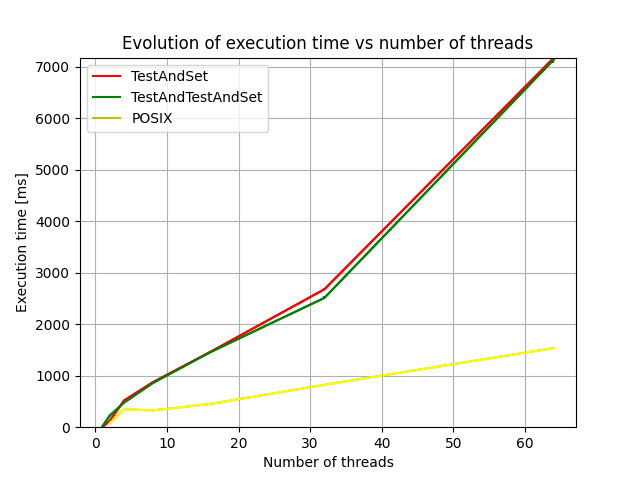 Evolution of execution time vs number of threads
TestAndSet
TestAndTestAndSet
POSIX
7000
6000
5000
4000
3000
2000
1000
0
Execution time [ms]
0 10 20 30 40 50 60
Number of threads